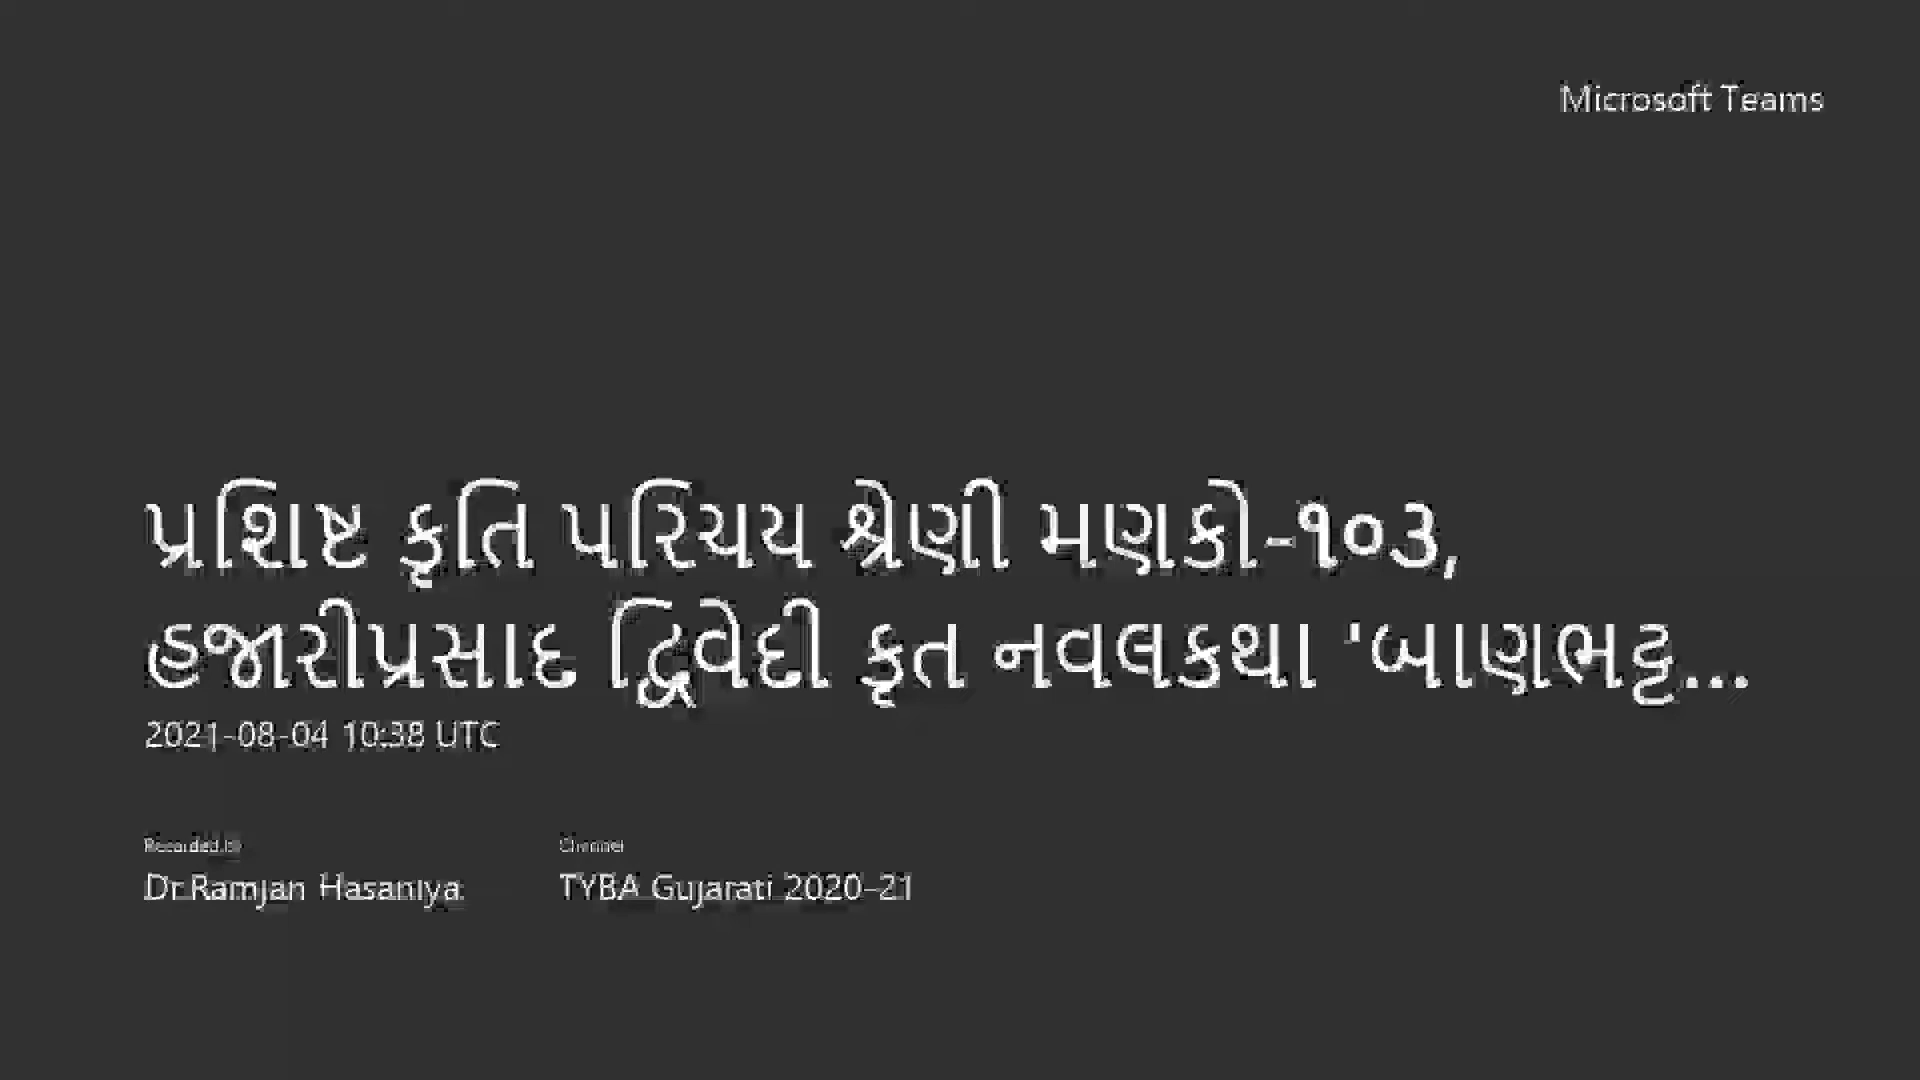 Microsoft Teams
પ્રશિષ્ટ કૃતિ પરિચય શ્રેણી મણકો-૧૦૩,
હજારીપ્રસાદ દ્વિવેદી કૃત નવલકથા 'બાણભટ્ટ...
2021-08-04 10:38 UTC
Recorded by Channel
Dr.Ramjan Hasaniya. TYBA Gujarati 2020-21